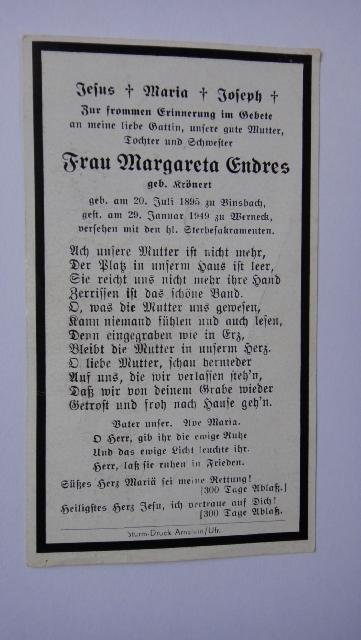 Jesus † Maria † Joseph †
Zur frommen Erinnerung im Gebete
an meine liebe Gattin, unsere gute Mutter,
Tochter und Schwester
Frau Margareta Endres
geb. Krönert
geb. am 20. Juli 1895 zu Binsbach,
gest. am 29. Januar 1949 zu Werneck,
versehen mit den hl. Sterbesakramenten.
Ach unsere Mutter ist nicht mehr,
Der Platz in unserm Haus ist leer,
Sie reicht uns nicht mehr ihre Hand
Zerrissen ist das schöne Band.
O, was die Mutter uns gewesen,
Kann niemand fühlen und auch lesen,
Denn eingegraben wie in Erz,
Bleibt die Mutter in unserm Herz.
O liebe Mutter, schau hernieder
Auf uns, die wir verlassen steh'n,
Daß wir von deinem Grabe wieder
Getrost und froh nach Hause geh'n.
Vater unser. Ave Maria.
O Herr, gib ihr die ewige Ruhe
Und das ewige Licht leuchte ihr.
Herr, laß sie ruhen in Frieden.
Süßes Herz Mariä sei meine Rettung!
[300 Tage Ablaß.]
Heiligstes Herz Jesu, ich vertraue auf Dich!
[300 Tage Ablaß.
Sturm-Druck Arnstein/Ufr.